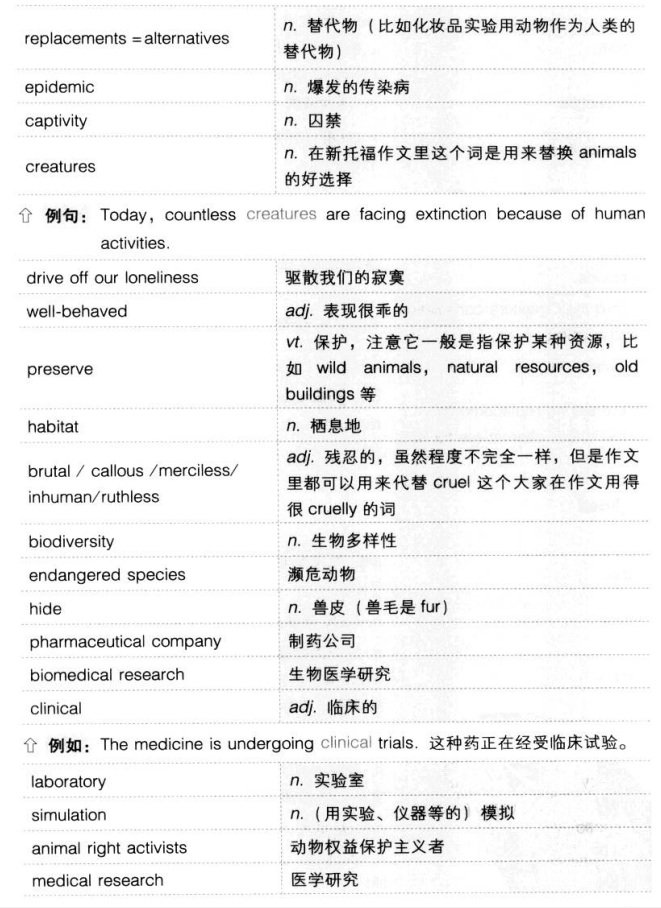 replacements = alternatives
n. 替代物（比如化妆品实验用动物作为人类的
替代物）
epidemic
n. 爆发的传染病
captivity
n. 囚禁
creatures
n. 在新托福作文里这个词是用来替换 animals
的好选择
⇧ 例句：Today, countless creatures are facing extinction because of human
activities.
drive off our loneliness
驱散我们的寂寞
well-behaved
adj. 表现很乖的
preserve
vt. 保护，注意它一般是指保护某种资源，比
如 wild animals, natural resources, old
buildings 等
habitat
n. 栖息地
brutal / callous /merciless/
inhuman/ruthless
adj. 残忍的，虽然程度不完全一样，但是作文
里都可以用来代替 cruel 这个大家在作文用得
很 cruelly 的词
biodiversity
n. 生物多样性
endangered species
濒危动物
hide
n. 兽皮（兽毛是 fur）
pharmaceutical company
制药公司
biomedical research
生物医学研究
clinical
adj. 临床的
⇧ 例如：The medicine is undergoing clinical trials. 这种药正在经受临床试验。
laboratory
n. 实验室
simulation
n.（用实验、仪器等的）模拟
animal right activists
动物权益保护主义者
medical research
医学研究